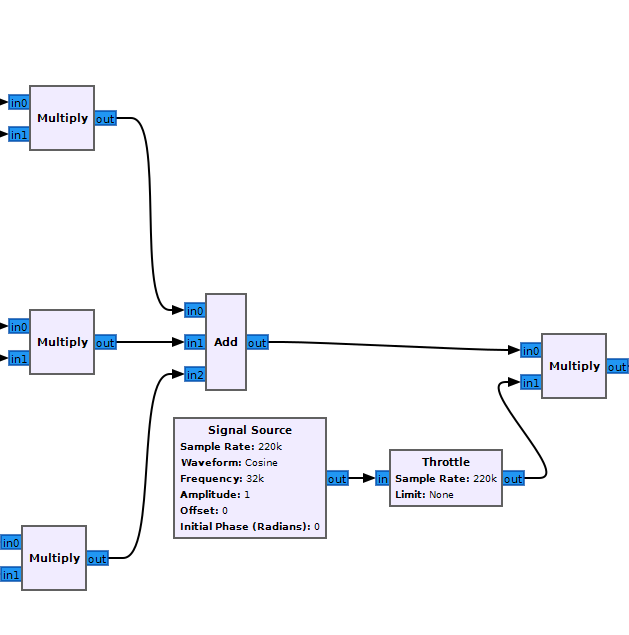 in0
Multiply
out
in1
in0
in0
Multiply
out
in1
Add
out
in1
in2
in0
Multiply
out
in1
Signal Source
Sample Rate: 220k
Waveform: Cosine
Frequency: 32k
Amplitude: 1
Offset: 0
Initial Phase (Radians): 0
out
in
Throttle
Sample Rate: 220k
Limit: None
out
in0
Multiply
out
in1